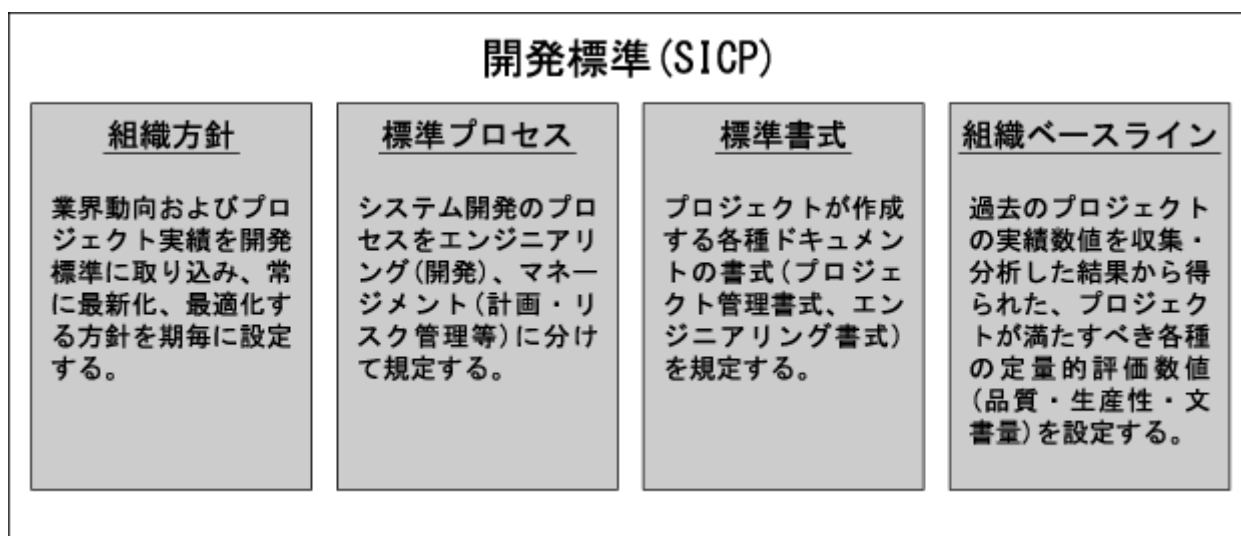 開発標準(SICP)
組織方針
業界動向およびプロ
ジェクト実績を開発
標準に取り込み、常
に最新化、最適化す
る方針を期毎に設定
する。
標準プロセス
システム開発のプロ
セスをエンジニアリ
ング(開発)、マネー
ジメント(計画・リ
スク管理等)に分け
て規定する。
標準書式
プロジェクトが作成
する各種ドキュメン
トの書式(プロジェ
クト管理書式、エン
ジニアリング書式)
を規定する。
組織ベースライン
過去のプロジェクト
の実績数値を収集・
分析した結果から得
られた、プロジェク
トが満たすべき各種
の定量的評価数値
(品質・生産性・文
書量)を設定する。